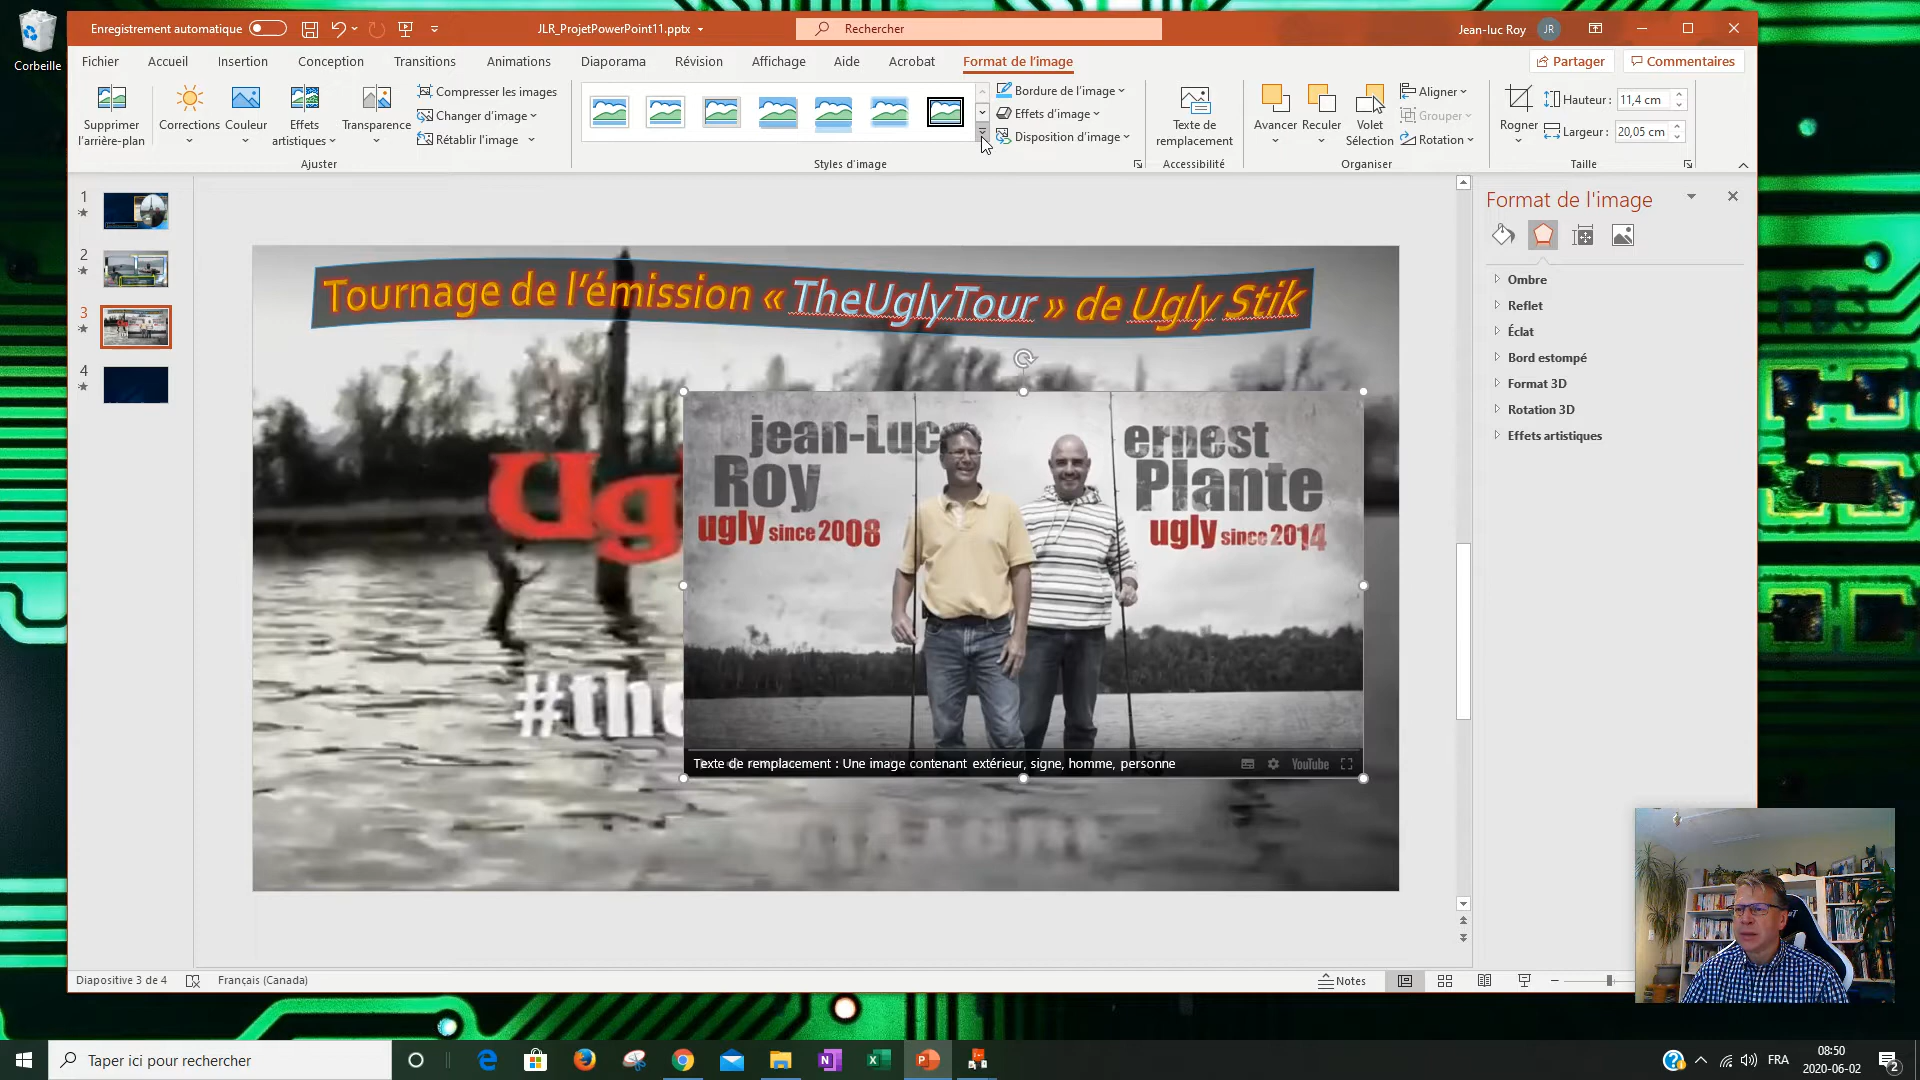 Corbeille
Enregistrement automatique
JLR_ProjetPowerPoint11.pptx
Rechercher
Jean-luc Roy
JR
Fichier
Accueil
Insertion
Conception
Transitions
Animations
Diaporama
Révision
Affichage
Aide
Acrobat
Format de l'image
Partager
Commentaires
Supprimer
l'arrière-plan
Corrections
Couleur
Effets
artistiques
Transparence
Compresser les images
Changer d'image
Rétablir l'image
Ajuster
Bordure de l'image
Effets d'image
Disposition d'image
Styles d'image
Texte de
remplacement
Accessibilité
Avancer
Reculer
Volet
Sélection
Aligner
Grouper
Rotation
Organiser
Rogner
Hauteur :
11,4 cm
Largeur :
20,05 cm
Taille
1
2
3
4
Tournage de l'émission « TheUglyTour » de Ugly Stik
jean-Luc
Roy
ugly since 2008
ernest
Plante
ugly since 2014
Ug
#the
Texte de remplacement : Une image contenant extérieur, signe, homme, personne
YouTube
Format de l'image
Ombre
Reflet
Éclat
Bord estompé
Format 3D
Rotation 3D
Effets artistiques
Diapositive 3 de 4
Français (Canada)
Notes
Taper ici pour rechercher
FRA
08:50
2020-06-02
2